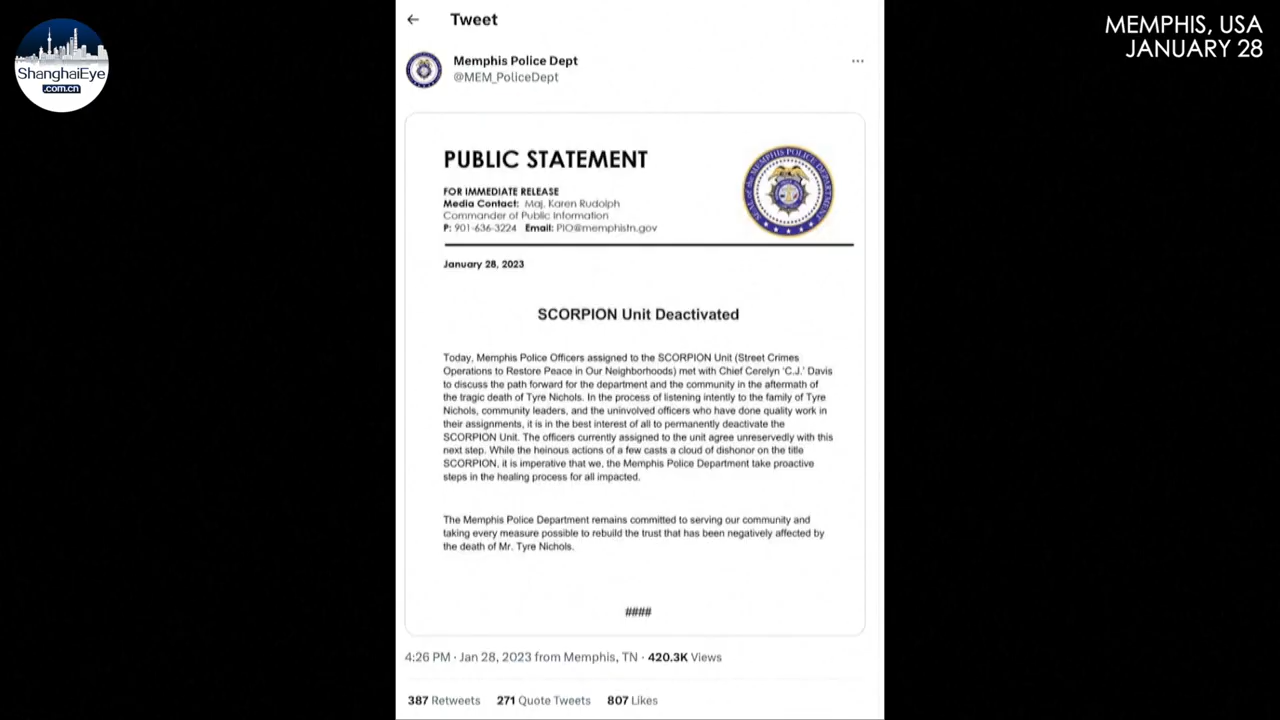 ShanghaiEye
.com.cn
MEMPHIS, USA
JANUARY 28
← Tweet
Memphis Police Dept
@MEM_PoliceDept
PUBLIC STATEMENT
FOR IMMEDIATE RELEASE
Media Contact: Maj. Karen Rudolph
Commander of Public Information
P: 901-636-3224 Email: PIO@memphistn.gov
January 28, 2023
SCORPION Unit Deactivated
Today, Memphis Police Officers assigned to the SCORPION Unit (Street Crimes
Operations to Restore Peace in Our Neighborhoods) met with Chief Cerelyn ‘C.J.’ Davis
to discuss the path forward for the department and the community in the aftermath of
the tragic death of Tyre Nichols. In the process of listening intently to the family of Tyre
Nichols, community leaders, and the uninvolved officers who have done quality work in
their assignments, it is in the best interest of all to permanently deactivate the
SCORPION Unit. The officers currently assigned to the unit agree unreservedly with this
next step. While the heinous actions of a few casts a cloud of dishonor on the title
SCORPION, it is imperative that we, the Memphis Police Department take proactive
steps in the healing process for all impacted.
The Memphis Police Department remains committed to serving our community and
taking every measure possible to rebuild the trust that has been negatively affected by
the death of Mr. Tyre Nichols.
####
4:26 PM · Jan 28, 2023 from Memphis, TN · 420.3K Views
387 Retweets 271 Quote Tweets 807 Likes